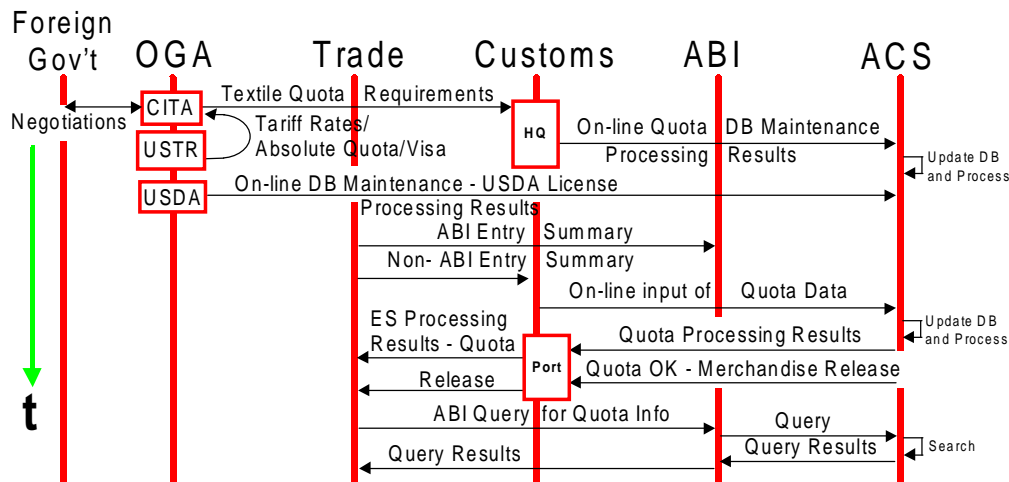 Foreign
Gov't OGA Trade Customs ABI ACS
CITA Textile Quota Requirements
Negotiations Tariff Rates/
Absolute Quota/Visa
USTR
HQ On-line Quota DB Maintenance
Processing Results
Update DB
and Process
USDA On-line DB Maintenance - USDA License
Processing Results
ABI Entry Summary
Non- ABI Entry Summary
On-line input of Quota Data
Update DB
and Process
ES Processing
Results - Quota
Quota Processing Results
Port
Quota OK - Merchandise Release
Release
t
ABI Query for Quota Info
Query
Search
Query Results
Query Results